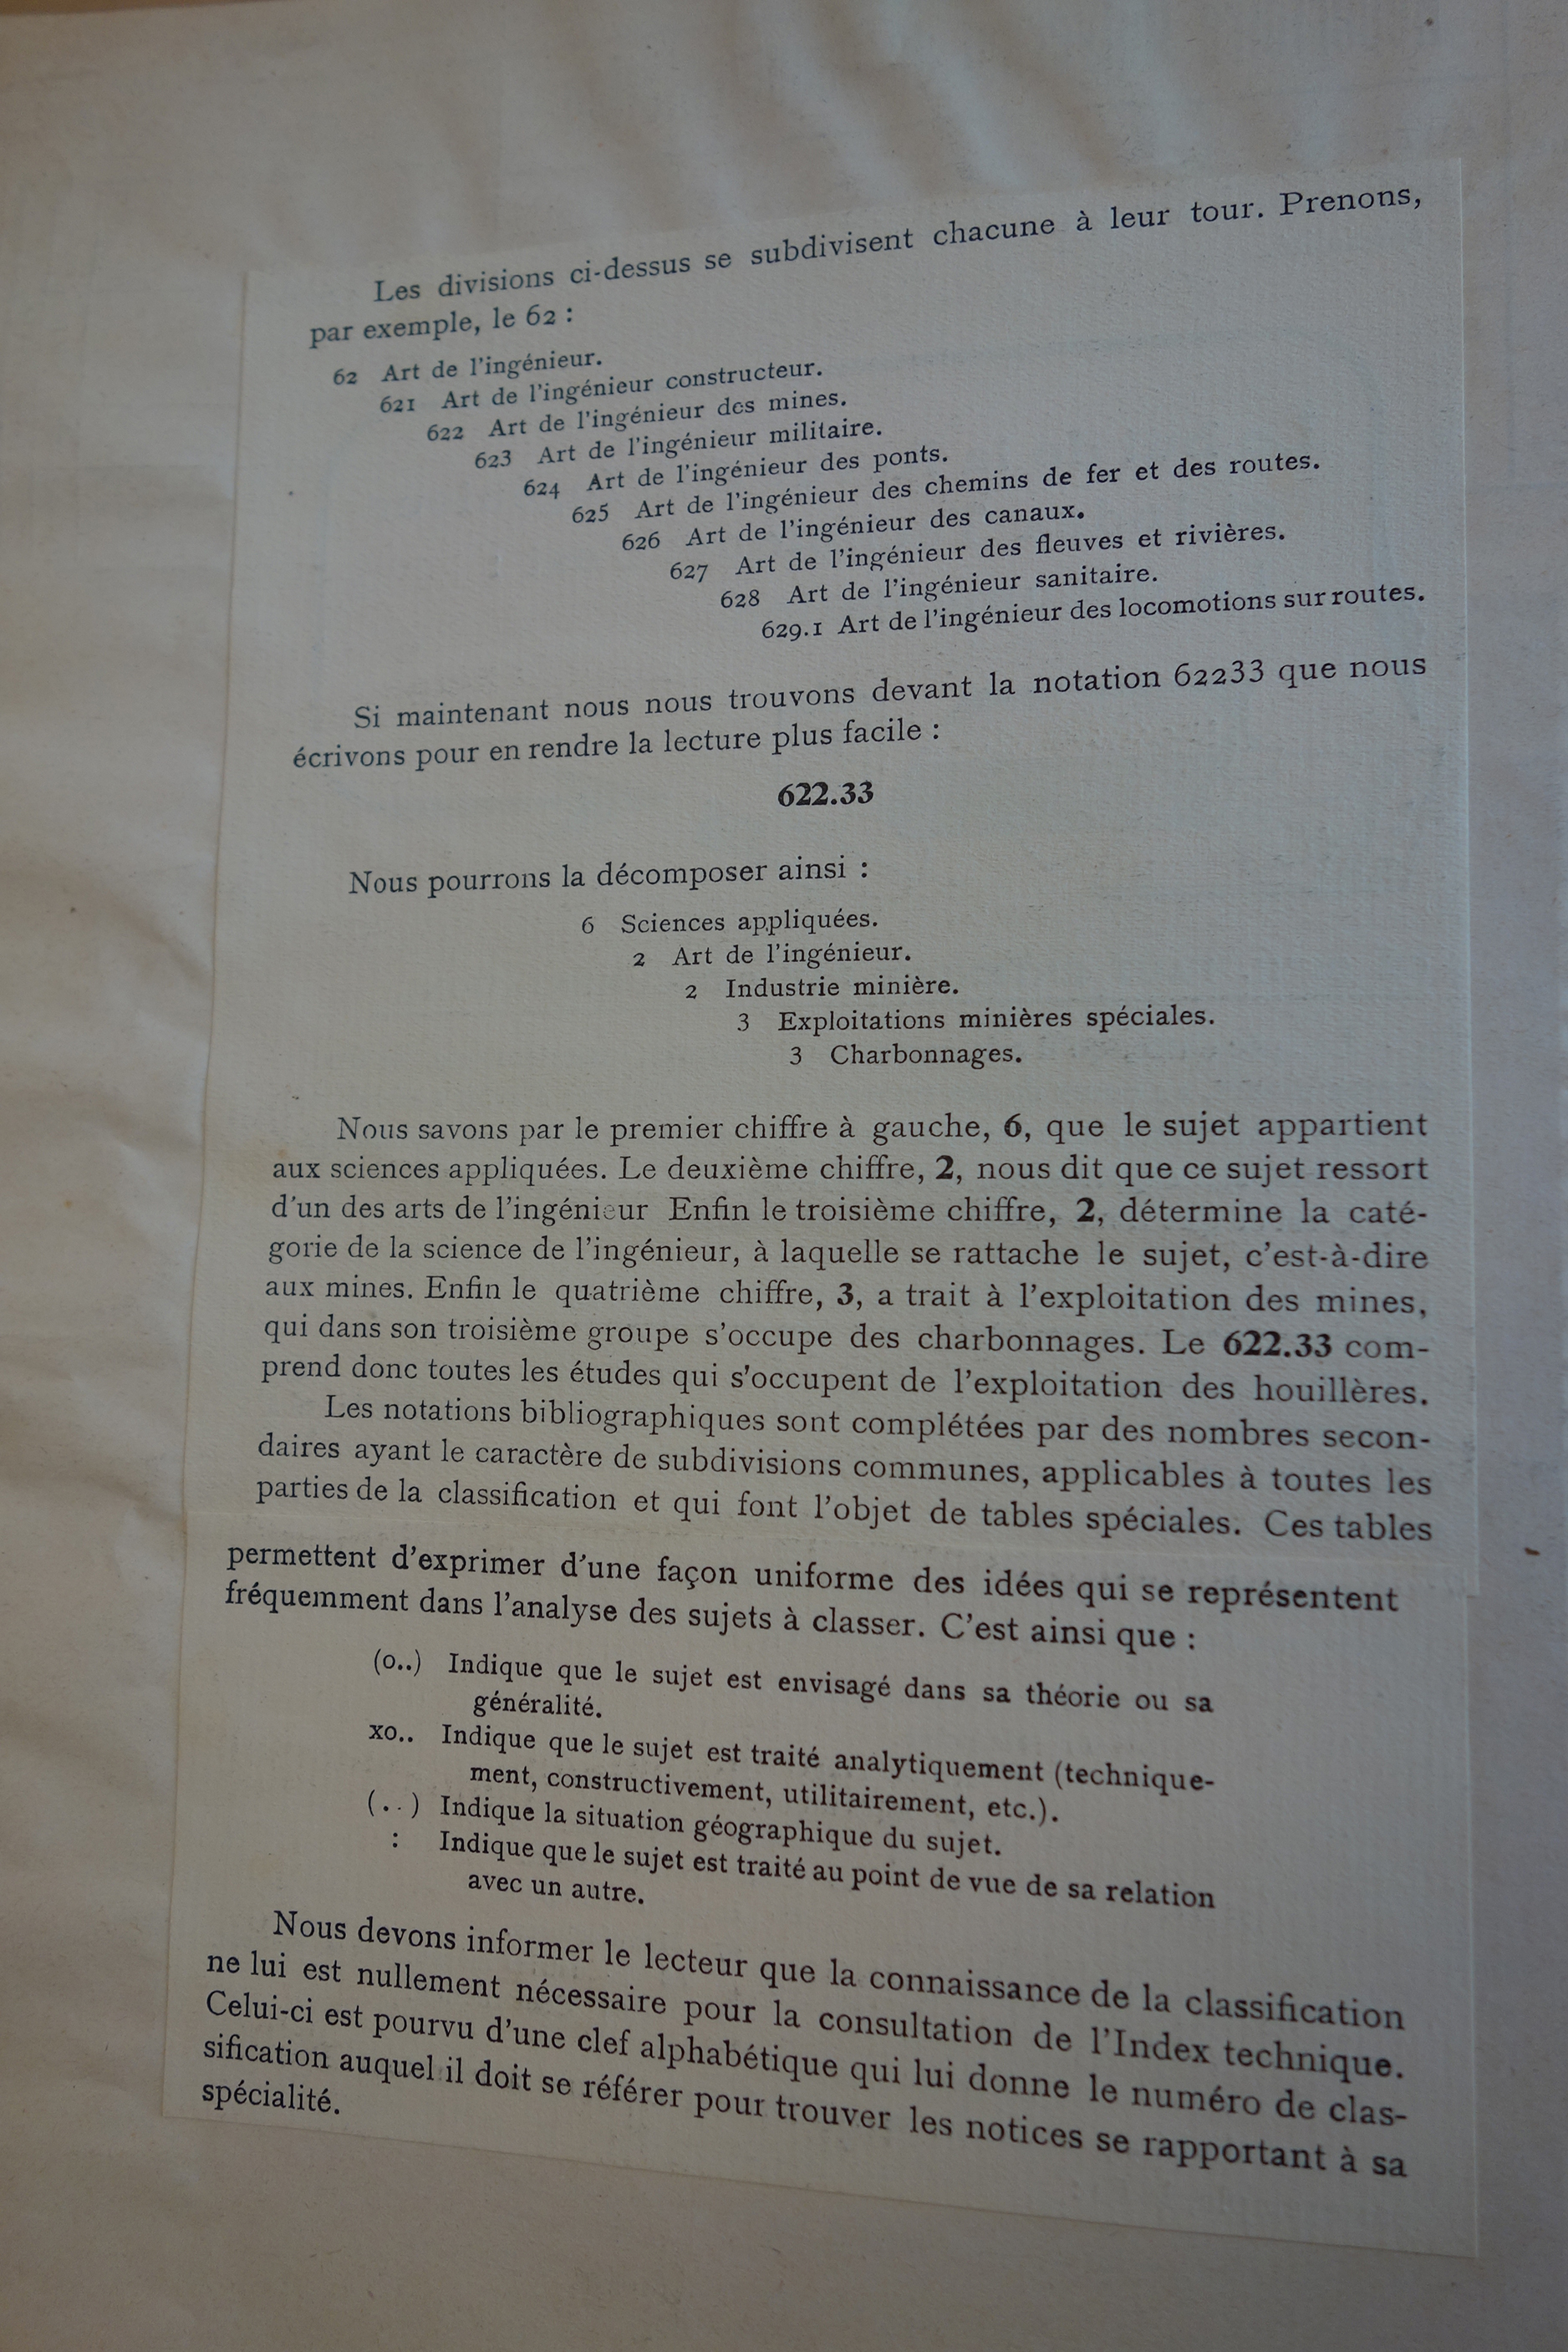 Les divisions ci-dessus se subdivisent chacune à leur tour. Prenons,
par exemple, le 62 :
62 Art de l'ingénieur.
621 Art de l'ingénieur constructeur.
622 Art de l'ingénieur des mines.
623 Art de l'ingénieur militaire.
624 Art de l'ingénieur des ponts.
625 Art de l'ingénieur des chemins de fer et des routes.
626 Art de l'ingénieur des canaux.
627 Art de l'ingénieur des fleuves et rivières.
628 Art de l'ingénieur sanitaire.
629.1 Art de l'ingénieur des locomotions sur routes.
Si maintenant nous nous trouvons devant la notation 62233 que nous
écrivons pour en rendre la lecture plus facile :
622.33
Nous pourrons la décomposer ainsi :
6 Sciences appliquées.
2 Art de l'ingénieur.
2 Industrie minière.
3 Exploitations minières spéciales.
3 Charbonnages.
Nous savons par le premier chiffre à gauche, 6, que le sujet appartient
aux sciences appliquées. Le deuxième chiffre, 2, nous dit que ce sujet ressort
d'un des arts de l'ingénieur Enfin le troisième chiffre, 2, détermine la caté-
gorie de la science de l'ingénieur, à laquelle se rattache le sujet, c'est-à-dire
aux mines. Enfin le quatrième chiffre, 3, a trait à l'exploitation des mines,
qui dans son troisième groupe s'occupe des charbonnages. Le 622.33 com-
prend donc toutes les études qui s'occupent de l'exploitation des houillères.
Les notations bibliographiques sont complétées par des nombres secon-
daires ayant le caractère de subdivisions communes, applicables à toutes les
parties de la classification et qui font l'objet de tables spéciales. Ces tables
permettent d'exprimer d'une façon uniforme des idées qui se représentent
fréquemment dans l'analyse des sujets à classer. C'est ainsi que :
(0..) Indique que le sujet est envisagé dans sa théorie ou sa
généralité.
x0.. Indique que le sujet est traité analytiquement (technique-
ment, constructivement, utilitairement, etc.).
(..) Indique la situation géographique du sujet.
: Indique que le sujet est traité au point de vue de sa relation
avec un autre.
Nous devons informer le lecteur que la connaissance de la classification
ne lui est nullement nécessaire pour la consultation de l'Index technique.
Celui-ci est pourvu d'une clef alphabétique qui lui donne le numéro de clas-
sification auquel il doit se référer pour trouver les notices se rapportant à sa
spécialité.